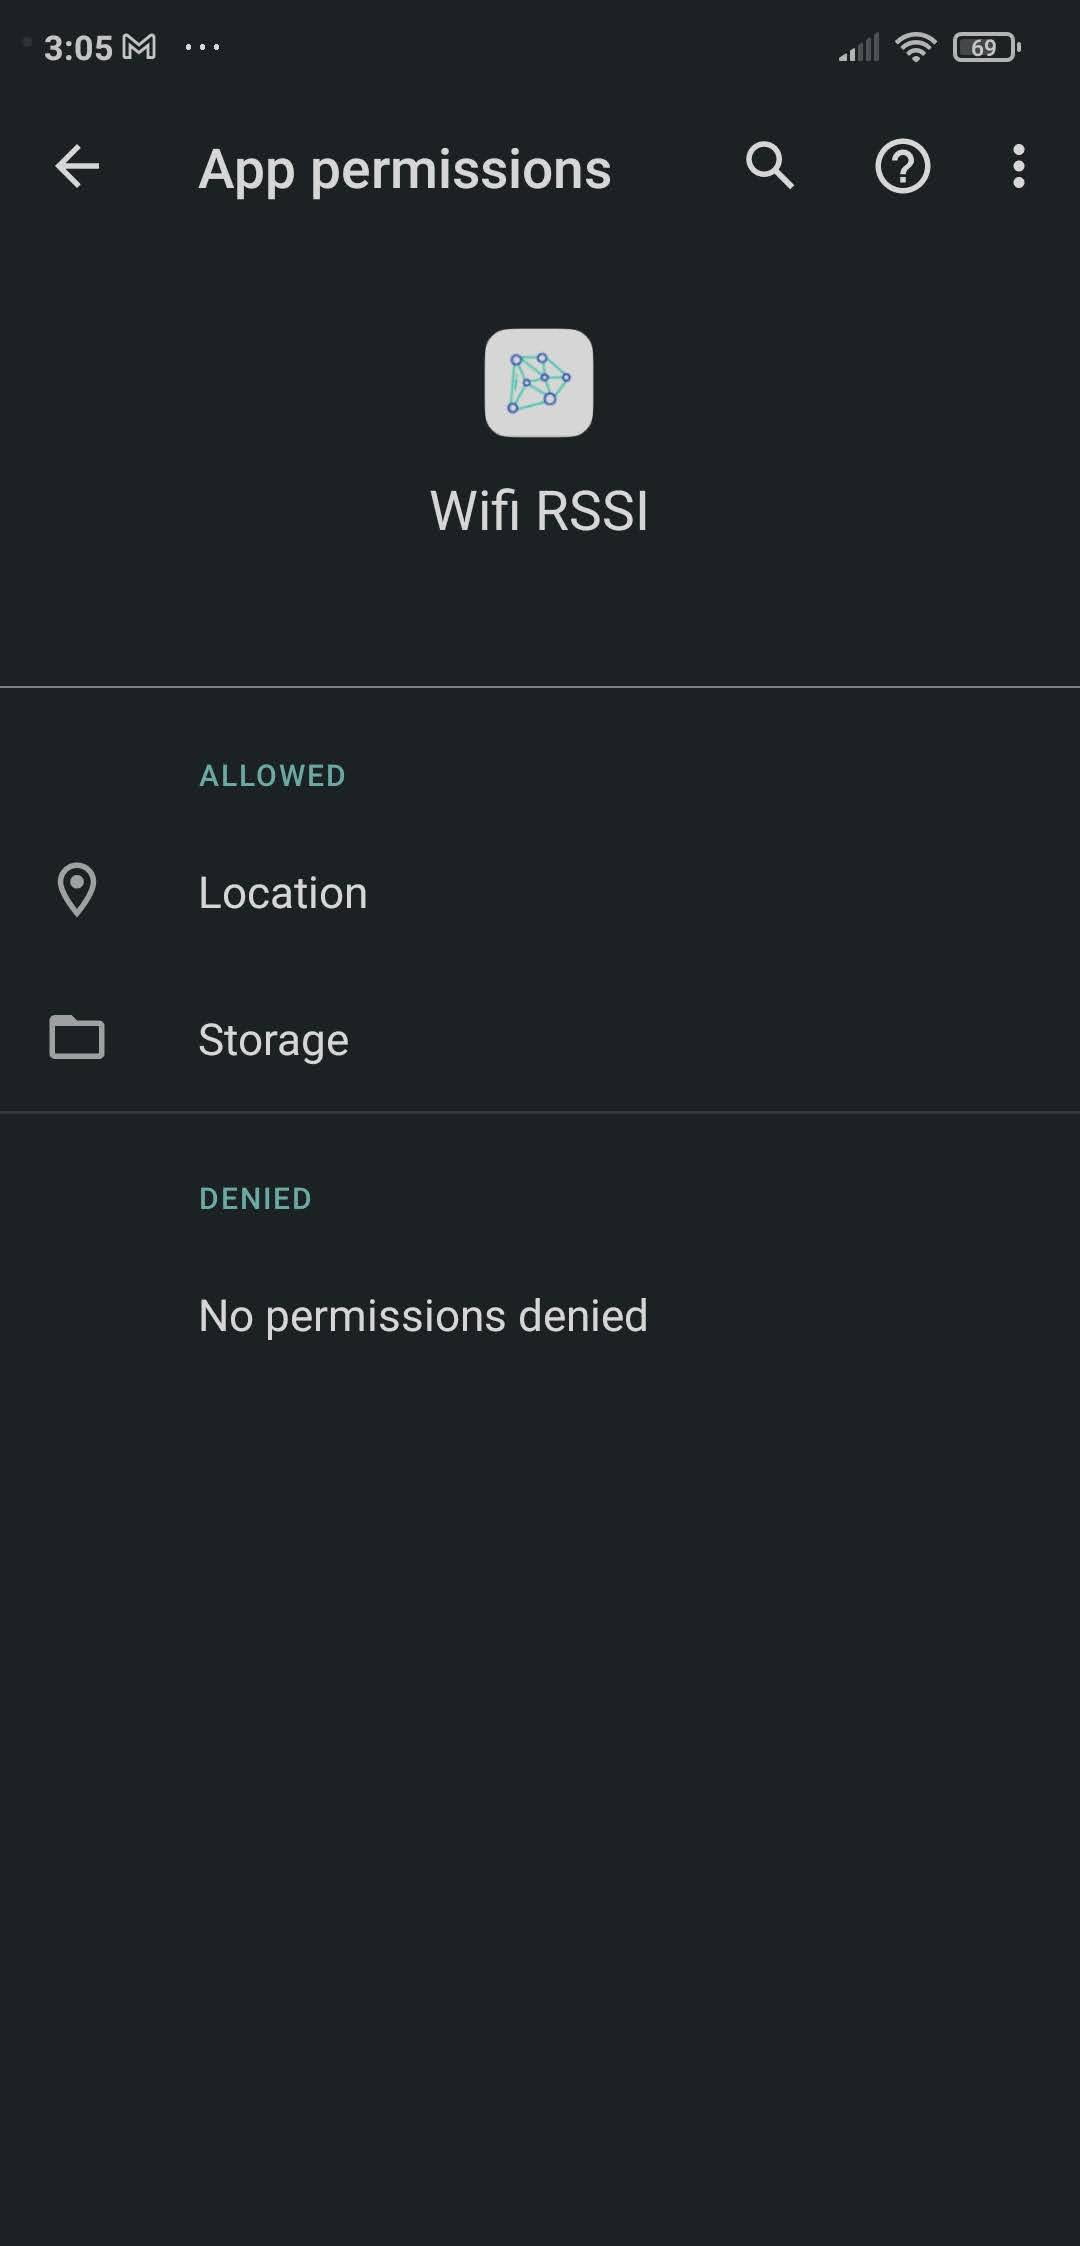 3:05
69
App permissions
Wifi RSSI
ALLOWED
Location
Storage
DENIED
No permissions denied